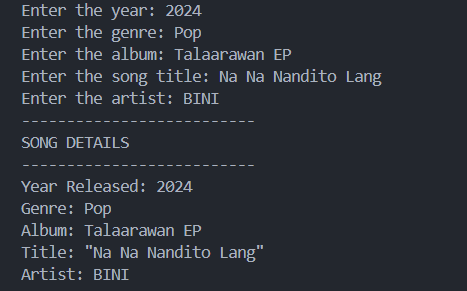 Enter the year: 2024
Enter the genre: Pop
Enter the album: Talaarawan EP
Enter the song title: Na Na Nandito Lang
Enter the artist: BINI
--------------------------
SONG DETAILS
--------------------------
Year Released: 2024
Genre: Pop
Album: Talaarawan EP
Title: "Na Na Nandito Lang"
Artist: BINI